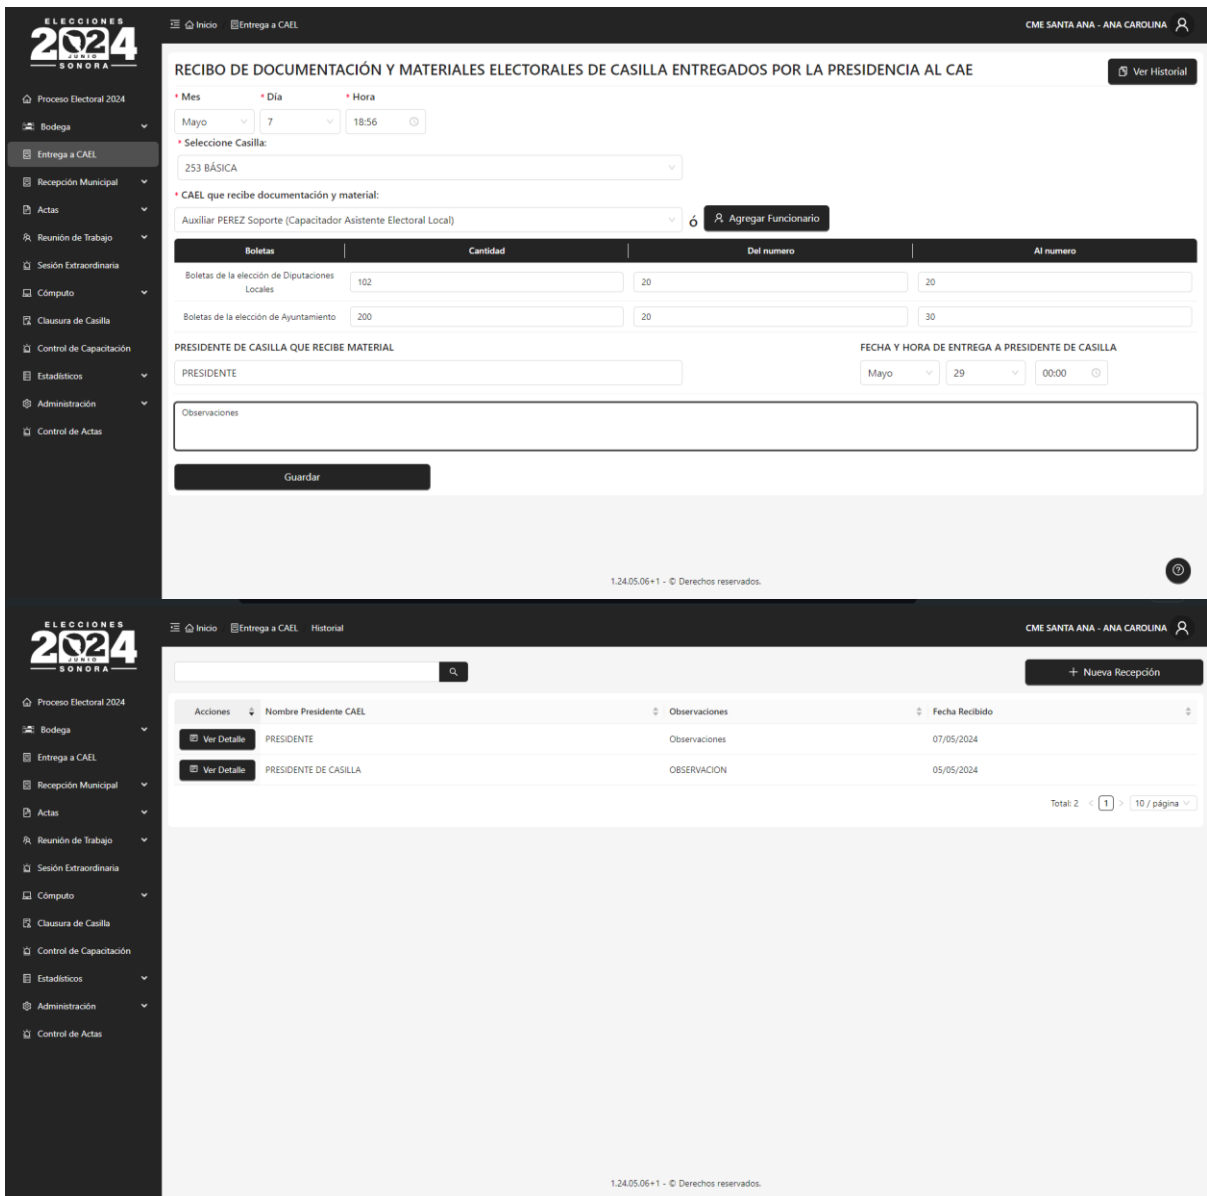 ELECCIONES
2024
JUNIO
SONORA
Inicio Entrega a CAEL
CME SANTA ANA - ANA CAROLINA
Proceso Electoral 2024
Bodega
Entrega a CAEL
Recepción Municipal
Actas
Reunión de Trabajo
Sesión Extraordinaria
Cómputo
Clausura de Casilla
Control de Capacitación
Estadísticos
Administración
Control de Actas
RECIBO DE DOCUMENTACIÓN Y MATERIALES ELECTORALES DE CASILLA ENTREGADOS POR LA PRESIDENCIA AL CAE
Ver Historial
* Mes * Día * Hora
Mayo 7 18:56
* Seleccione Casilla:
253 BÁSICA
* CAEL que recibe documentación y material:
Auxiliar PEREZ Soporte (Capacitador Asistente Electoral Local) ó Agregar Funcionario
Boletas Cantidad Del numero Al numero
Boletas de la elección de Diputaciones
Locales
102 20 20
Boletas de la elección de Ayuntamiento 200 20 30
PRESIDENTE DE CASILLA QUE RECIBE MATERIAL FECHA Y HORA DE ENTREGA A PRESIDENTE DE CASILLA
PRESIDENTE Mayo 29 00:00
Observaciones
Guardar
1.24.05.06+1 - © Derechos reservados.
ELECCIONES
2024
JUNIO
SONORA
Inicio Entrega a CAEL Historial
CME SANTA ANA - ANA CAROLINA
Proceso Electoral 2024
Bodega
Entrega a CAEL
Recepción Municipal
Actas
Reunión de Trabajo
Sesión Extraordinaria
Cómputo
Clausura de Casilla
Control de Capacitación
Estadísticos
Administración
Control de Actas
+ Nueva Recepción
Acciones Nombre Presidente CAEL Observaciones Fecha Recibido
Ver Detalle PRESIDENTE Observaciones 07/05/2024
Ver Detalle PRESIDENTE DE CASILLA OBSERVACION 05/05/2024
Total: 2 < 1 > 10 / página
1.24.05.06+1 - © Derechos reservados.